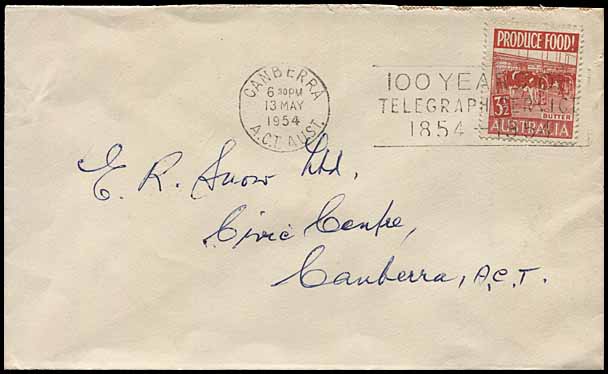 CANBERRA
6 30PM
13 MAY
1954
A.C.T. AUST.
100 YEA
TELEGRAPH
1854 -
PRODUCE FOOD!
3½
BUTTER
AUSTRALIA
E. R. Snow Ltd,
Civic Centre,
Canberra, A.C.T.